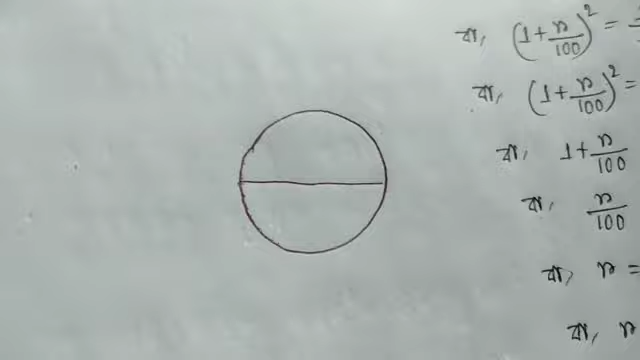 বা, (1+n/100)² =
বা, (1+n/100)² =
বা, 1+n/100
বা, n/100
বা, n =
বা, n